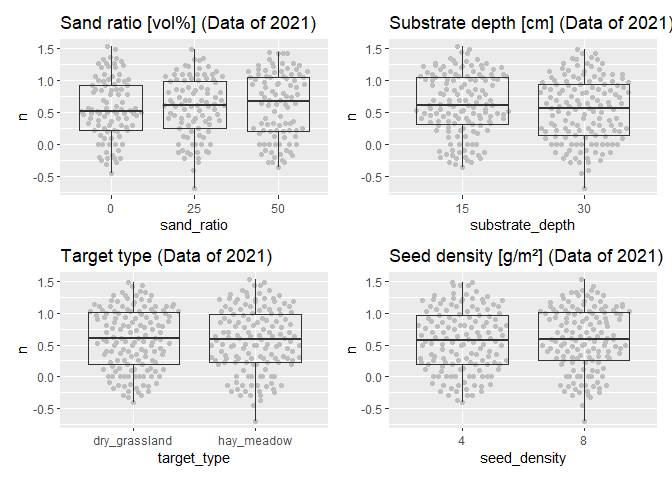 Sand ratio [vol%] (Data of 2021)
1.5
1.0
0.5
0.0
-0.5
n
0 25 50
sand_ratio
Substrate depth [cm] (Data of 2021)
1.5
1.0
0.5
0.0
-0.5
n
15 30
substrate_depth
Target type (Data of 2021)
1.5
1.0
0.5
0.0
-0.5
n
dry_grassland hay_meadow
target_type
Seed density [g/m²] (Data of 2021)
1.5
1.0
0.5
0.0
-0.5
n
4 8
seed_density